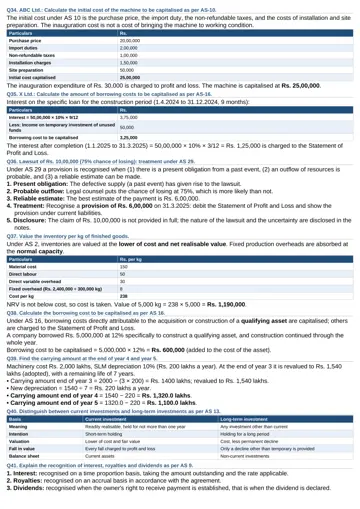 Q34. ABC Ltd.: Calculate the initial cost of the machine to be capitalised as per AS-10.
The initial cost under AS 10 is the purchase price, the import duty, the non-refundable taxes, and the costs of installation and site
preparation. The inauguration cost is not a cost of bringing the machine to working condition.
Particulars Rs.
Purchase price 20,00,000
Import duties 2,00,000
Non-refundable taxes 1,00,000
Installation charges 1,50,000
Site preparation 50,000
Initial cost capitalised 25,00,000
The inauguration expenditure of Rs. 30,000 is charged to profit and loss. The machine is capitalised at Rs. 25,00,000.
Q35. X Ltd.: Calculate the amount of borrowing costs to be capitalised as per AS-16.
Interest on the specific loan for the construction period (1.4.2024 to 31.12.2024, 9 months):
Particulars Rs.
Interest = 50,00,000 × 10% × 9/12 3,75,000
Less: Income on temporary investment of unused
funds 50,000
Borrowing cost to be capitalised 3,25,000
The interest after completion (1.1.2025 to 31.3.2025) = 50,00,000 × 10% × 3/12 = Rs. 1,25,000 is charged to the Statement of
Profit and Loss.
Q36. Lawsuit of Rs. 10,00,000 (75% chance of losing): treatment under AS 29.
Under AS 29 a provision is recognised when (1) there is a present obligation from a past event, (2) an outflow of resources is
probable, and (3) a reliable estimate can be made.
1. Present obligation: The defective supply (a past event) has given rise to the lawsuit.
2. Probable outflow: Legal counsel puts the chance of losing at 75%, which is more likely than not.
3. Reliable estimate: The best estimate of the payment is Rs. 6,00,000.
4. Treatment: Recognise a provision of Rs. 6,00,000 on 31.3.2025: debit the Statement of Profit and Loss and show the
provision under current liabilities.
5. Disclosure: The claim of Rs. 10,00,000 is not provided in full; the nature of the lawsuit and the uncertainty are disclosed in the
notes.
Q37. Value the inventory per kg of finished goods.
Under AS 2, inventories are valued at the lower of cost and net realisable value. Fixed production overheads are absorbed at
the normal capacity.
Particulars Rs. per kg
Material cost 150
Direct labour 50
Direct variable overhead 30
Fixed overhead (Rs. 2,400,000 ÷ 300,000 kg) 8
Cost per kg 238
NRV is not below cost, so cost is taken. Value of 5,000 kg = 238 × 5,000 = Rs. 1,190,000.
Q38. Calculate the borrowing cost to be capitalised as per AS 16.
Under AS 16, borrowing costs directly attributable to the acquisition or construction of a qualifying asset are capitalised; others
are charged to the Statement of Profit and Loss.
A company borrowed Rs. 5,000,000 at 12% specifically to construct a qualifying asset, and construction continued through the
whole year.
Borrowing cost to be capitalised = 5,000,000 × 12% = Rs. 600,000 (added to the cost of the asset).
Q39. Find the carrying amount at the end of year 4 and year 5.
Machinery cost Rs. 2,000, SLM depreciation 10% (Rs. 200 a year). At the end of year 3 it is revalued to Rs. 1,540
lakhs (adopted), with a remaining life of 7 years.
• Carrying amount end of year 3 = 2000 − (3 × 200) = Rs. 1400 lakhs; revalued to Rs. 1,540 lakhs.
• New depreciation = 1540 ÷ 7 = Rs. 220 lakhs a year.
• Carrying amount end of year 4 = 1540 − 220 = Rs. 1,320.0 lakhs.
• Carrying amount end of year 5 = 1320.0 − 220 = Rs. 1,100.0 lakhs.
Q40. Distinguish between current investments and long-term investments as per AS 13.
Basis Current investment Long-term investment
Meaning Readily realisable, held for not more than one year Any investment other than current
Intention Short-term holding Holding for a long period
Valuation Lower of cost and fair value Cost, less permanent decline
Fall in value Every fall charged to profit and loss Only a decline other than temporary is provided
Balance sheet Current assets Non-current investments
Q41. Explain the recognition of interest, royalties and dividends as per AS 9.
1. Interest: recognised on a time proportion basis, taking the amount outstanding and the rate applicable.
2. Royalties: recognised on an accrual basis in accordance with the agreement.
3. Dividends: recognised when the owner's right to receive payment is established, that is when the dividend is declared.